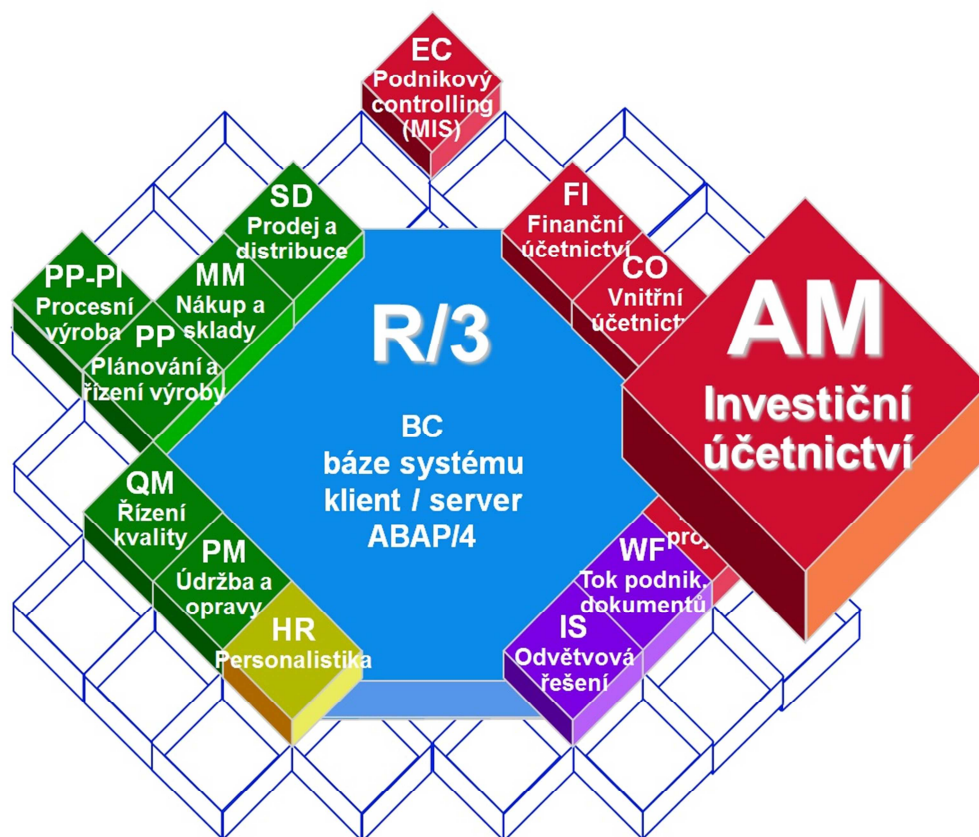 EC
Podnikový
controlling
(MIS)
SD
Prodej a
distribuce
FI
Finanční
účetnictví
PP-PI
Procesní
výroba
MM
Nákup a
sklady
CO
Vnitřní
účetnictv
PP
Plánování a
řízení výroby
R/3
BC
báze systému
klient / server
ABAP/4
AM
Investiční
účetnictví
QM
Řízení
kvality
PM
Údržba a
opravy
HR
Personalistika
proj
WF
Tok podnik.
dokumentů
IS
Odvětvová
řešení